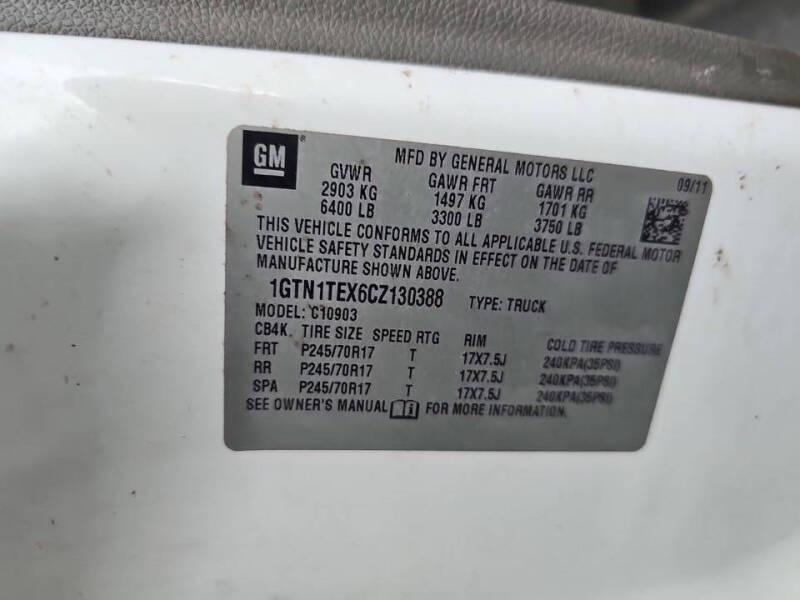 GM ®
MFD BY GENERAL MOTORS LLC
09/11
GVWR GAWR FRT GAWR RR
2903 KG 1497 KG 1701 KG
6400 LB 3300 LB 3750 LB
THIS VEHICLE CONFORMS TO ALL APPLICABLE U.S. FEDERAL MOTOR
VEHICLE SAFETY STANDARDS IN EFFECT ON THE DATE OF
MANUFACTURE SHOWN ABOVE.
1GTN1TEX6CZ130388 TYPE: TRUCK
MODEL: C10903
CB4K. TIRE SIZE SPEED RTG RIM COLD TIRE PRESSURE
FRT P245/70R17 T 17X7.5J 240KPA(35PSI)
RR P245/70R17 T 17X7.5J 240KPA(35PSI)
SPA P245/70R17 T 17X7.5J 240KPA(35PSI)
SEE OWNER'S MANUAL FOR MORE INFORMATION.